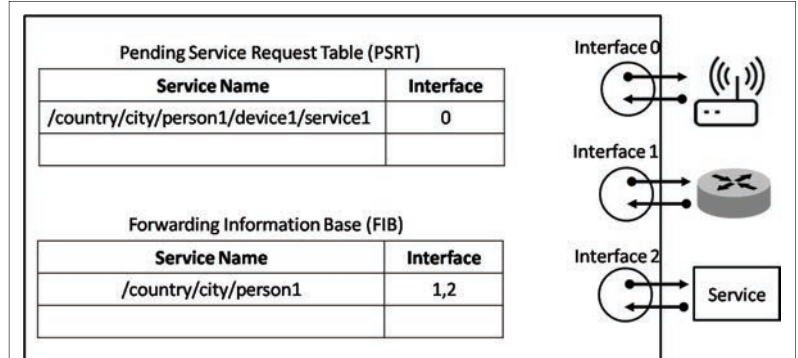 Pending Service Request Table (PSRT)
Service Name Interface
/country/city/person1/device1/service1 0
Forwarding Information Base (FIB)
Service Name Interface
/country/city/person1 1,2
Interface 0
Interface 1
Interface 2
Service